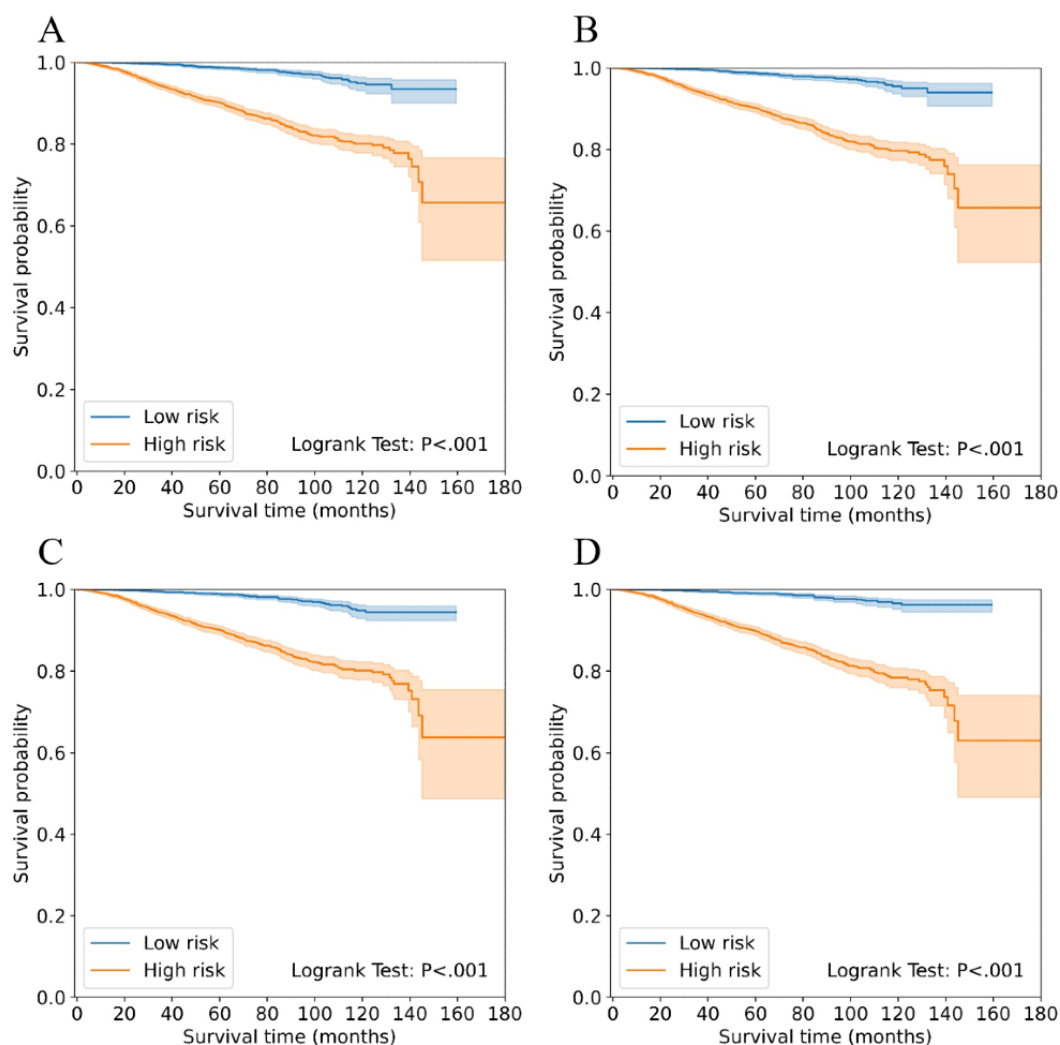 A
1.0
0.8
0.6
0.4
0.2
0.0
Survival probability
Low risk
High risk
Logrank Test: P<.001
0 20 40 60 80 100 120 140 160 180
Survival time (months)
B
1.0
0.8
0.6
0.4
0.2
0.0
Survival probability
Low risk
High risk
Logrank Test: P<.001
0 20 40 60 80 100 120 140 160 180
Survival time (months)
C
1.0
0.8
0.6
0.4
0.2
0.0
Survival probability
Low risk
High risk
Logrank Test: P<.001
0 20 40 60 80 100 120 140 160 180
Survival time (months)
D
1.0
0.8
0.6
0.4
0.2
0.0
Survival probability
Low risk
High risk
Logrank Test: P<.001
0 20 40 60 80 100 120 140 160 180
Survival time (months)